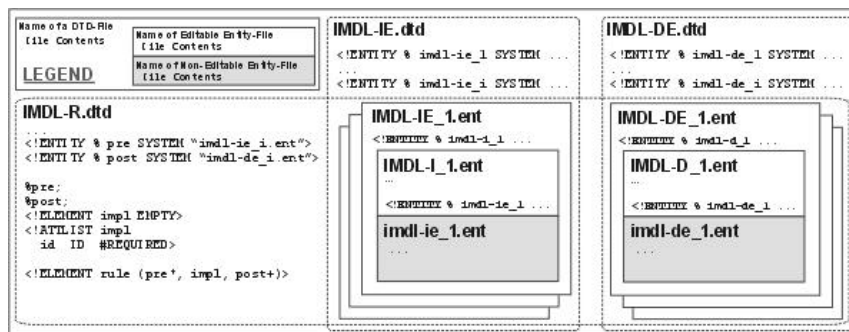 Name of a DTD-File
File Contents
Name of Editable Entity-File
File Contents
Name of Non-Editable Entity-File
File Contents
LEGEND
IMDL-R.dtd
...
<!ENTITY % pre SYSTEM "imdl-ie_i.ent">
<!ENTITY % post SYSTEM "imdl-de_i.ent">
%pre;
%post;
<!ELEMENT impl EMPTY>
<!ATTLIST impl
id ID #REQUIRED>
<!ELEMENT rule (pre+, impl, post+)>
IMDL-IE.dtd
<!ENTITY % imdl-ie_1 SYSTEM ...
...
<!ENTITY % imdl-ie_i SYSTEM ...
IMDL-IE_1.ent
<!ENTITY % imdl-i_1 ...
IMDL-I_1.ent
...
<!ENTITY % imdl-ie_1 ...
imdl-ie_1.ent
...
IMDL-DE.dtd
<!ENTITY % imdl-de_1 SYSTEM ...
...
<!ENTITY % imdl-de_i SYSTEM ...
IMDL-DE_1.ent
<!ENTITY % imdl-d_1 ...
IMDL-D_1.ent
...
<!ENTITY % imdl-de_1 ...
imdl-de_1.ent
...